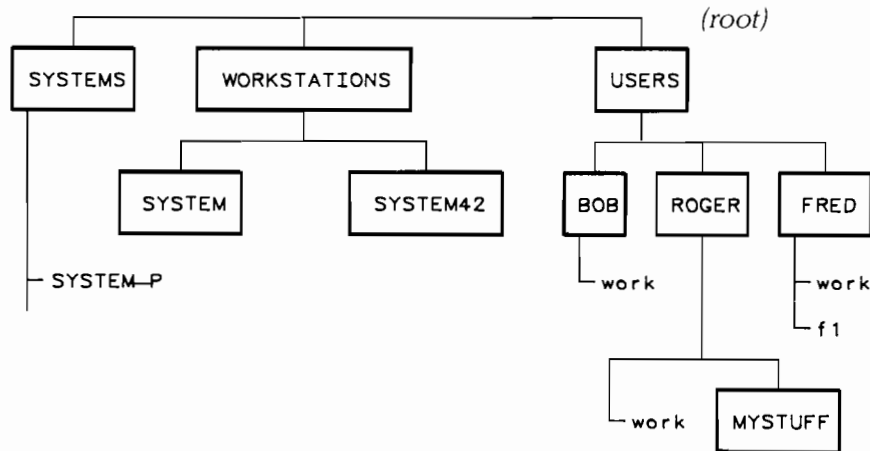 (root)
SYSTEMS WORKSTATIONS USERS
SYSTEM SYSTEM42 BOB ROGER FRED
SYSTEM_P work work
f1
work MYSTUFF